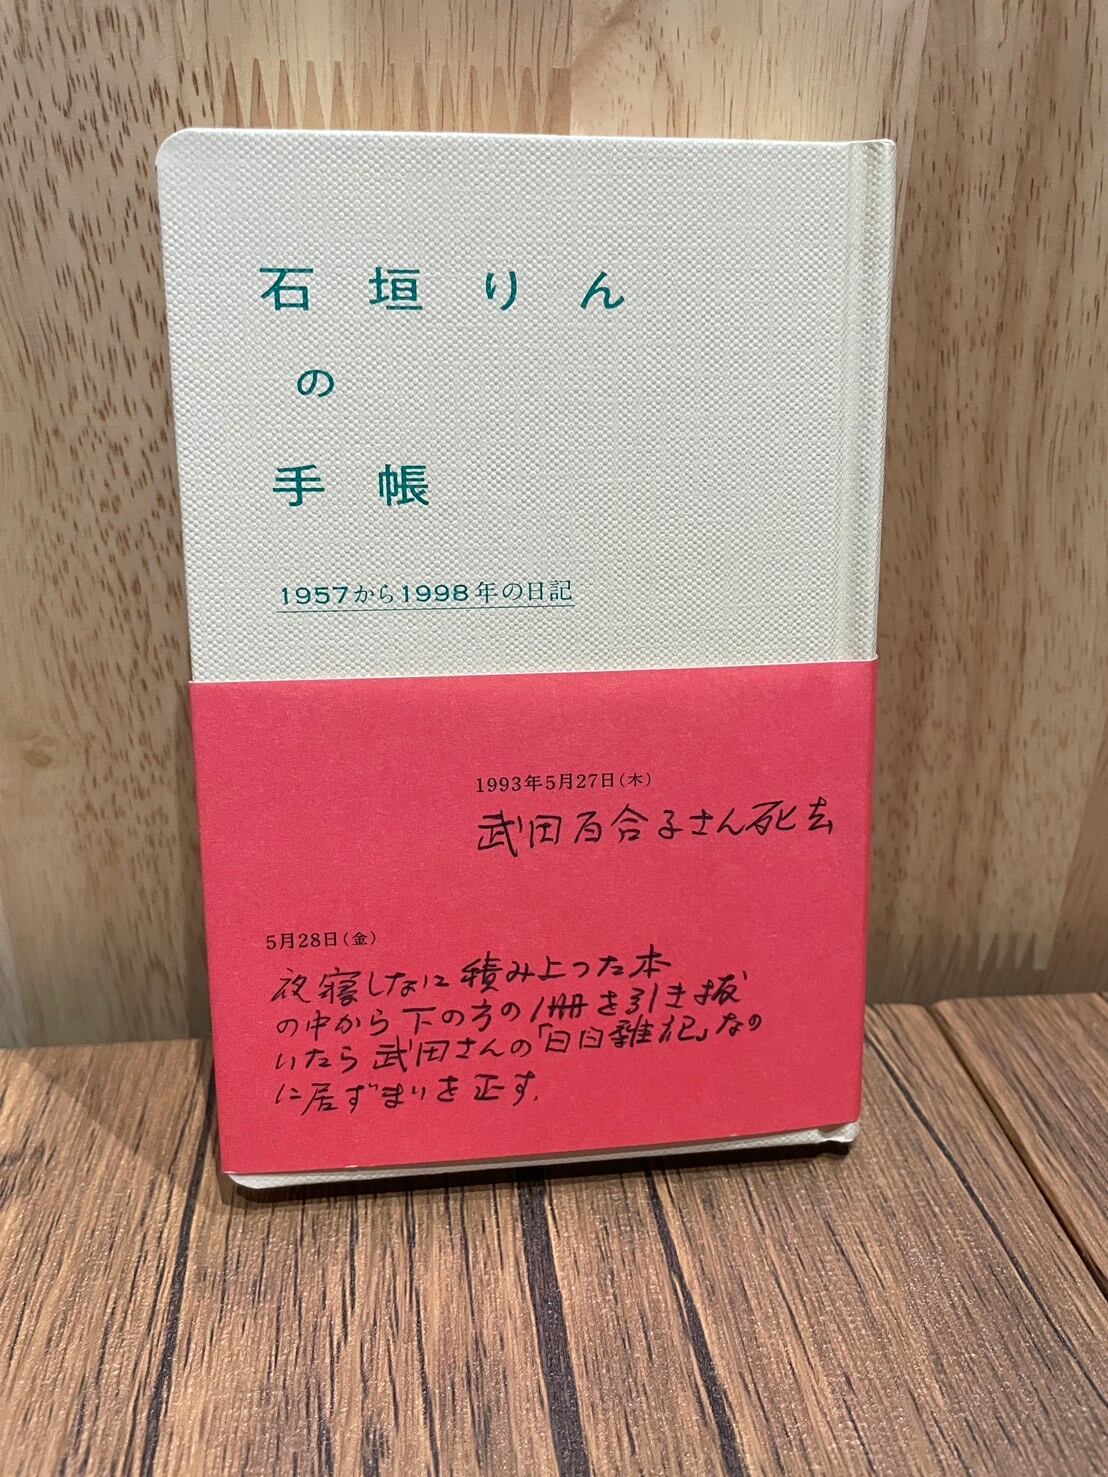 石垣りん
の
手帳
1957から1998年の日記
1993年5月27日(木)
武田百合子さん死去
5月28日(金)
夜寝しなに積み上った本
の中から下の方の1冊を引き抜
いたら武田さんの「日日雑記」なの
に居ずまいを正す.